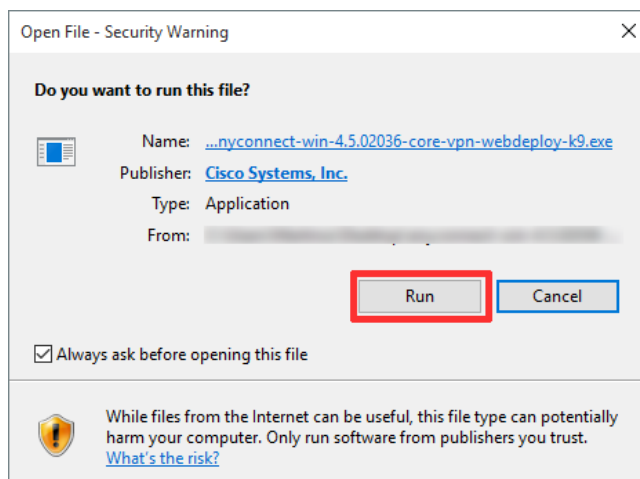 Open File - Security Warning
Do you want to run this file?
Name: ...nyconnect-win-4.5.02036-core-vpn-webdeploy-k9.exe
Publisher: Cisco Systems, Inc.
Type: Application
From:
Run Cancel
Always ask before opening this file
While files from the Internet can be useful, this file type can potentially
harm your computer. Only run software from publishers you trust.
What's the risk?